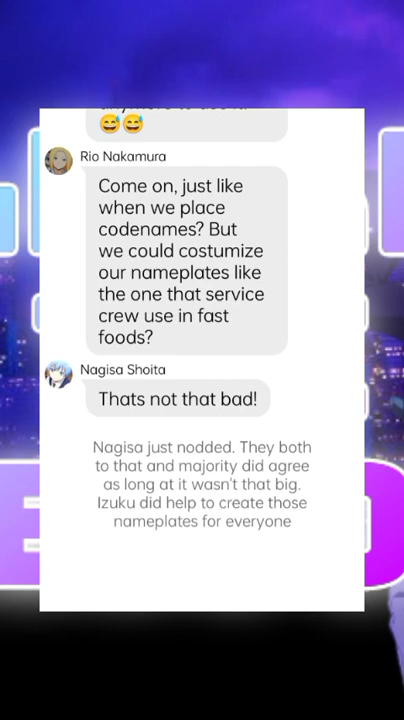 😅😅
Rio Nakamura
Come on, just like
when we place
codenames? But
we could costumize
our nameplates like
the one that service
crew use in fast
foods?
Nagisa Shoita
Thats not that bad!
Nagisa just nodded. They both
to that and majority did agree
as long at it wasn't that big.
Izuku did help to create those
nameplates for everyone